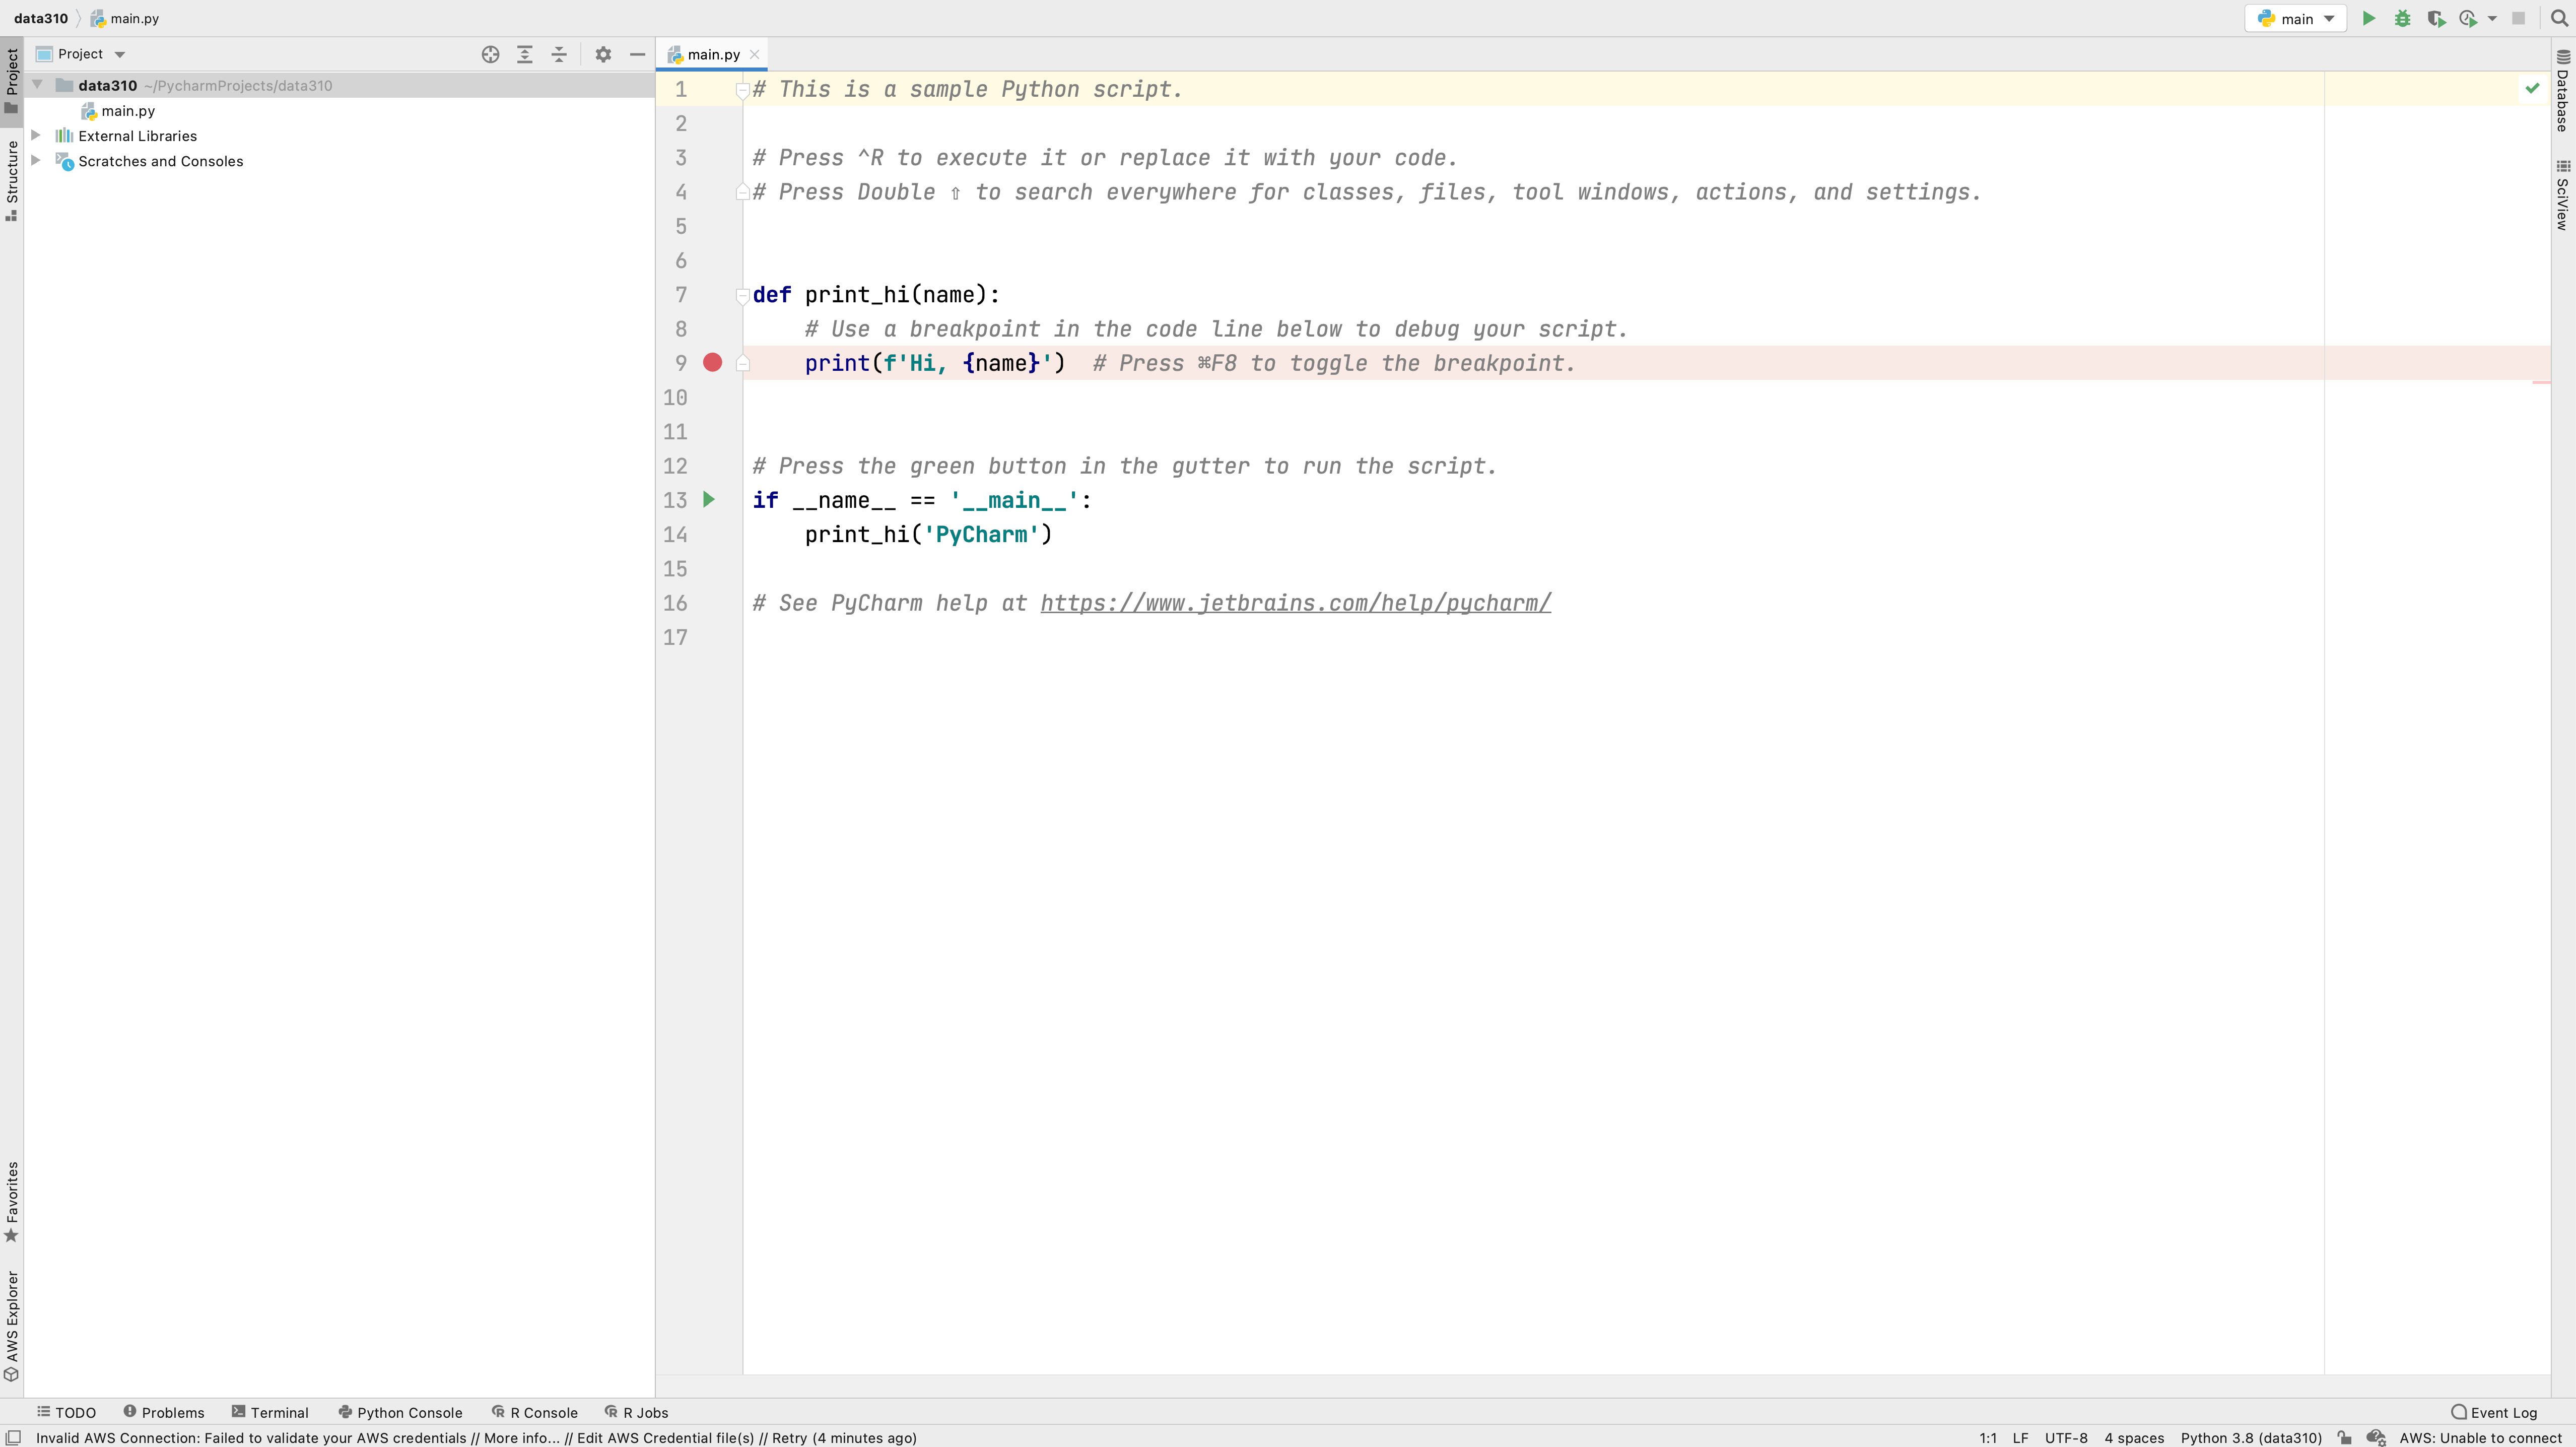 data310 main.py
main
Project
main.py
data310 ~/PycharmProjects/data310
main.py
External Libraries
Scratches and Consoles
Project
Structure
Favorites
AWS Explorer
1 # This is a sample Python script.
2
3 # Press ^R to execute it or replace it with your code.
4 # Press Double ⇧ to search everywhere for classes, files, tool windows, actions, and settings.
5
6
7 def print_hi(name):
8 # Use a breakpoint in the code line below to debug your script.
9 print(f'Hi, {name}')  # Press ⌘F8 to toggle the breakpoint.
10
11
12 # Press the green button in the gutter to run the script.
13 if __name__ == '__main__':
14 print_hi('PyCharm')
15
16 # See PyCharm help at https://www.jetbrains.com/help/pycharm/
17
Database
SciView
TODO Problems Terminal Python Console R Console R Jobs Event Log
Invalid AWS Connection: Failed to validate your AWS credentials // More info... // Edit AWS Credential file(s) // Retry (4 minutes ago) 1:1 LF UTF-8 4 spaces Python 3.8 (data310) AWS: Unable to connect